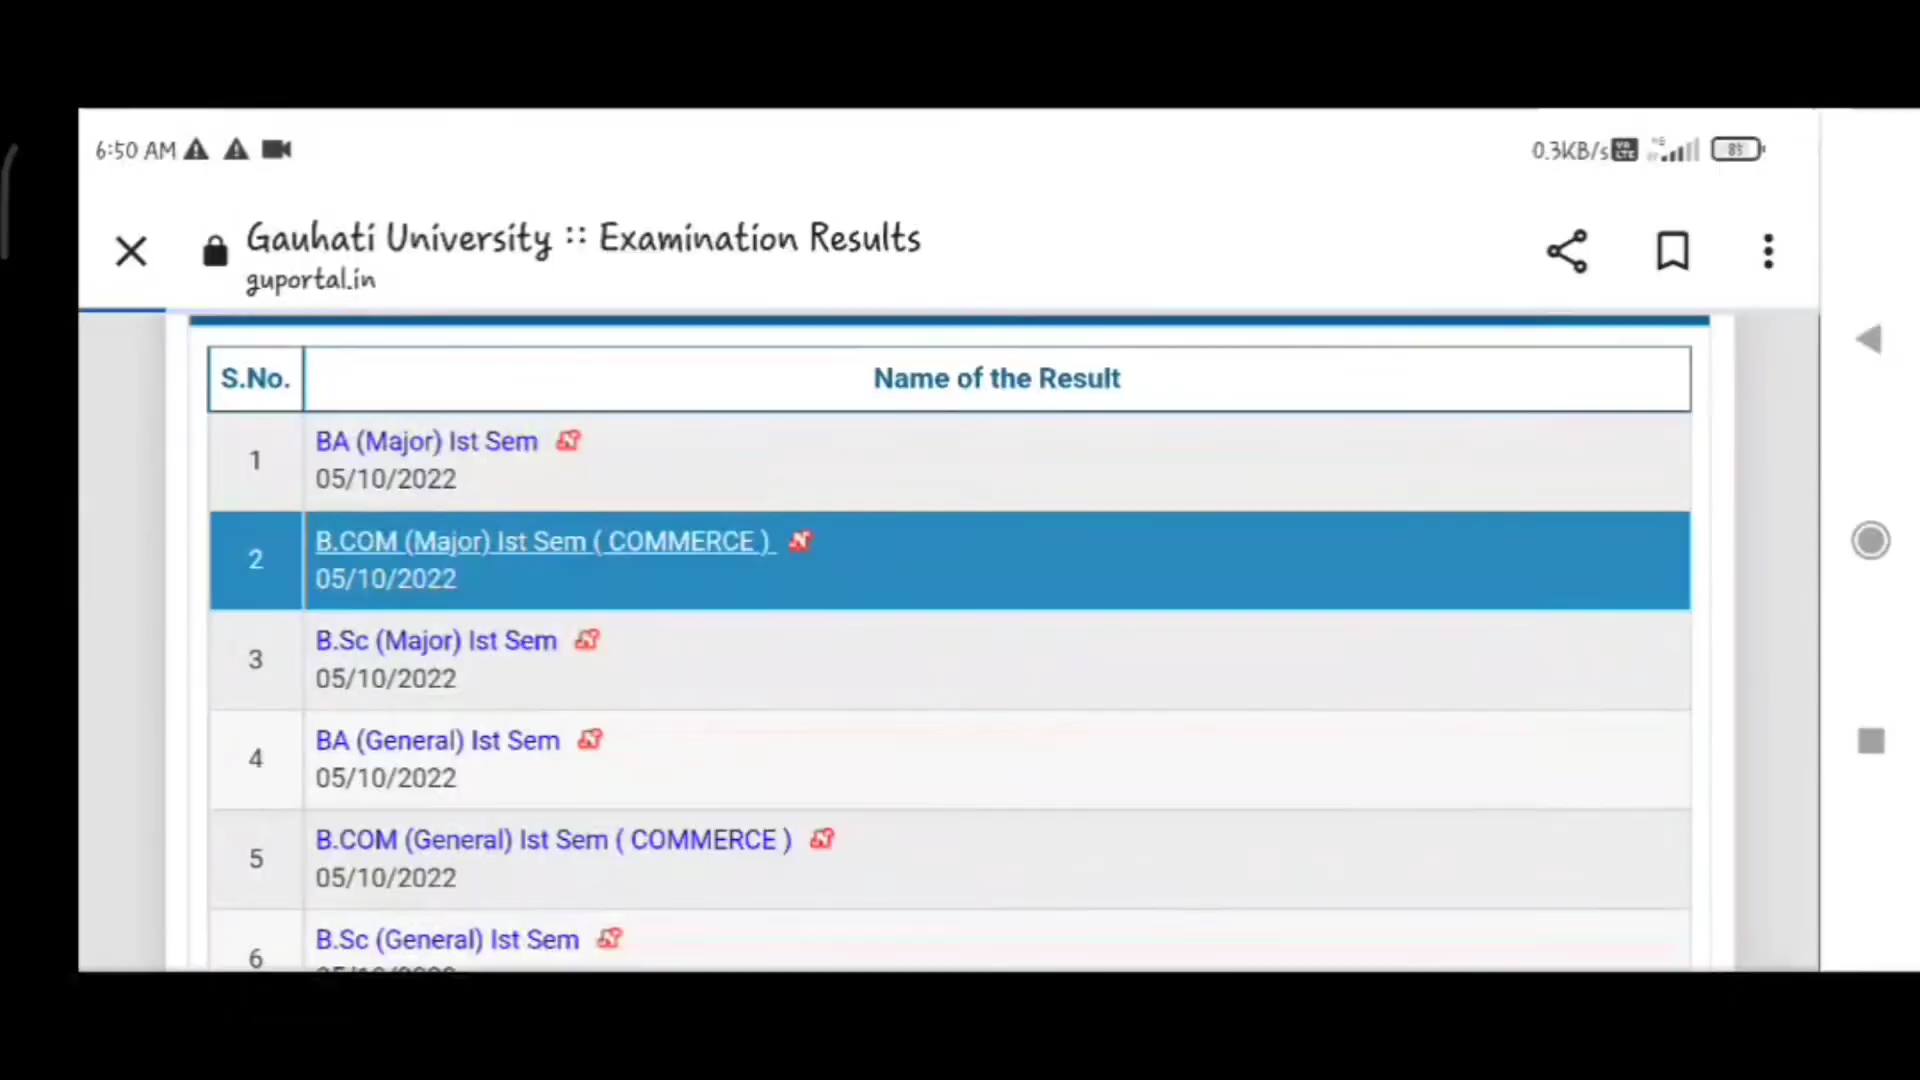 6:50 AM
0.3KB/s
Gauhati University :: Examination Results
guportal.in
S.No. Name of the Result
1 BA (Major) Ist Sem
05/10/2022
2 B.COM (Major) Ist Sem ( COMMERCE )
05/10/2022
3 B.Sc (Major) Ist Sem
05/10/2022
4 BA (General) Ist Sem
05/10/2022
5 B.COM (General) Ist Sem ( COMMERCE )
05/10/2022
6 B.Sc (General) Ist Sem